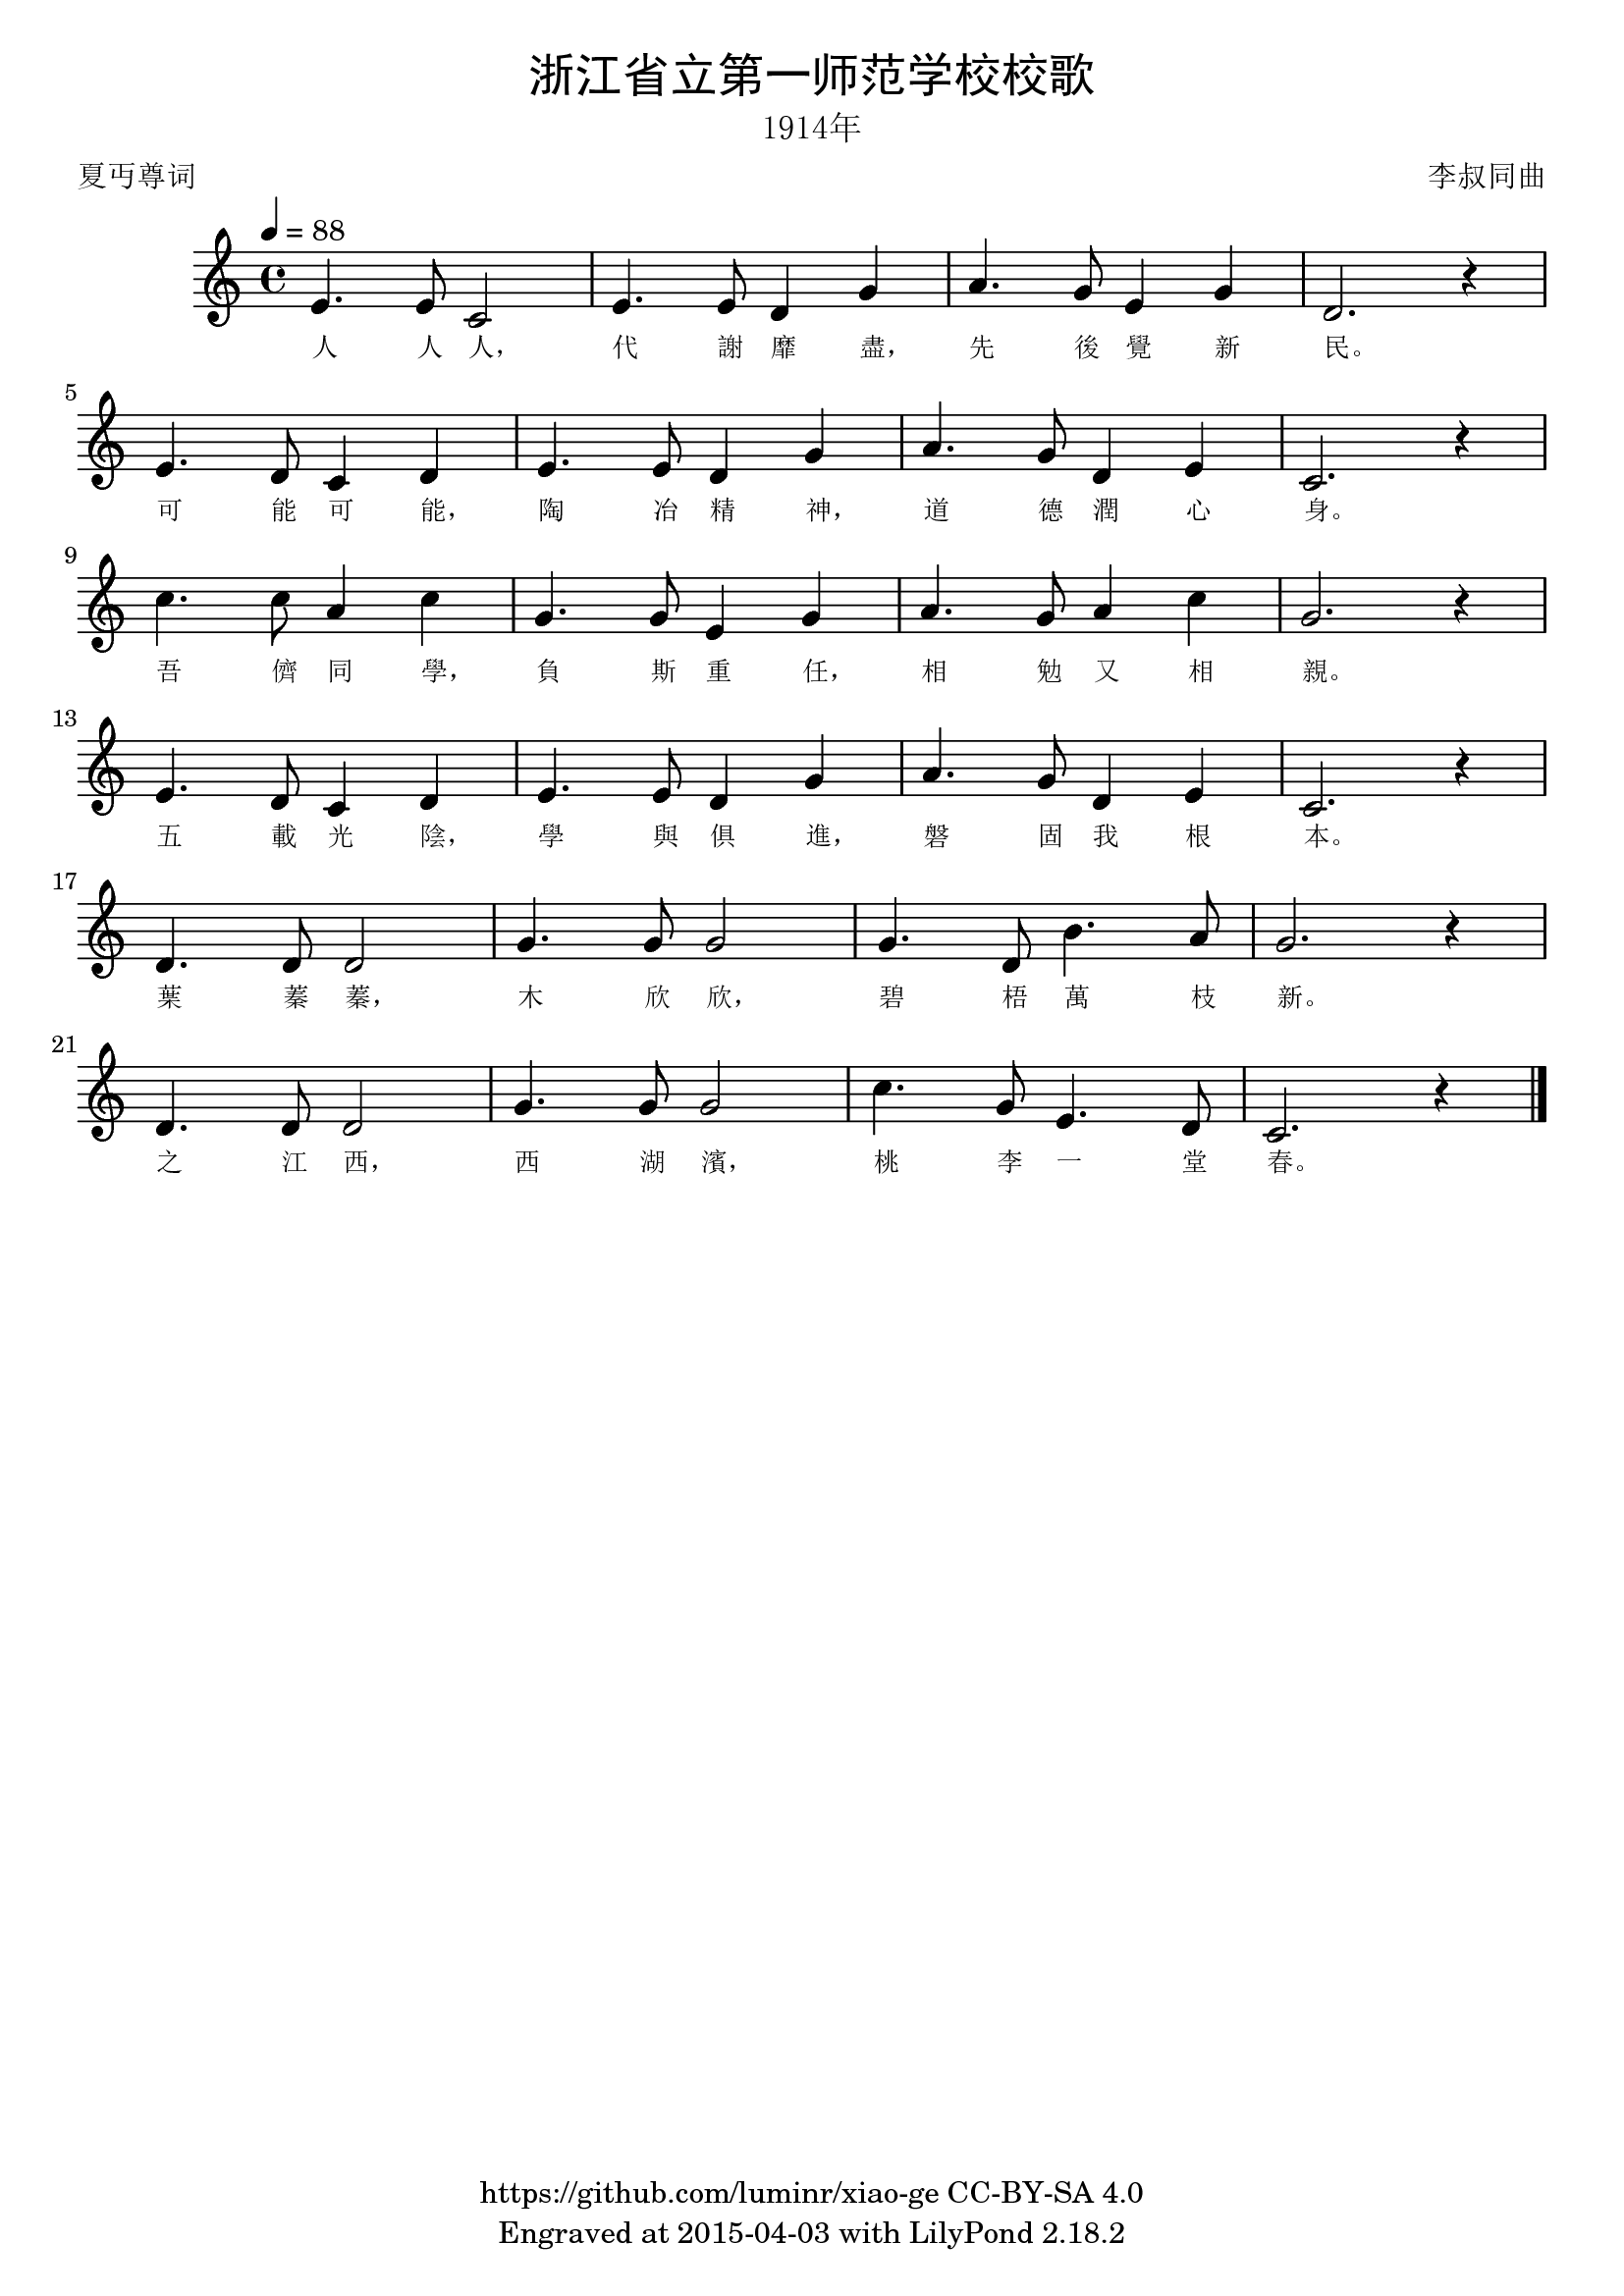 浙江省立第一师范学校校歌
1914年
夏丏尊词 李叔同曲
= 88
人 人 人， 代 謝 靡 盡， 先 後 覺 新 民。
5
可 能 可 能， 陶 冶 精 神， 道 德 潤 心 身。
9
吾 儕 同 學， 負 斯 重 任， 相 勉 又 相 親。
13
五 載 光 陰， 學 與 俱 進， 磐 固 我 根 本。
17
葉 蓁 蓁， 木 欣 欣， 碧 梧 萬 枝 新。
21
之 江 西， 西 湖 濱， 桃 李 一 堂 春。
https://github.com/luminr/xiao-ge CC-BY-SA 4.0
Engraved at 2015-04-03 with LilyPond 2.18.2